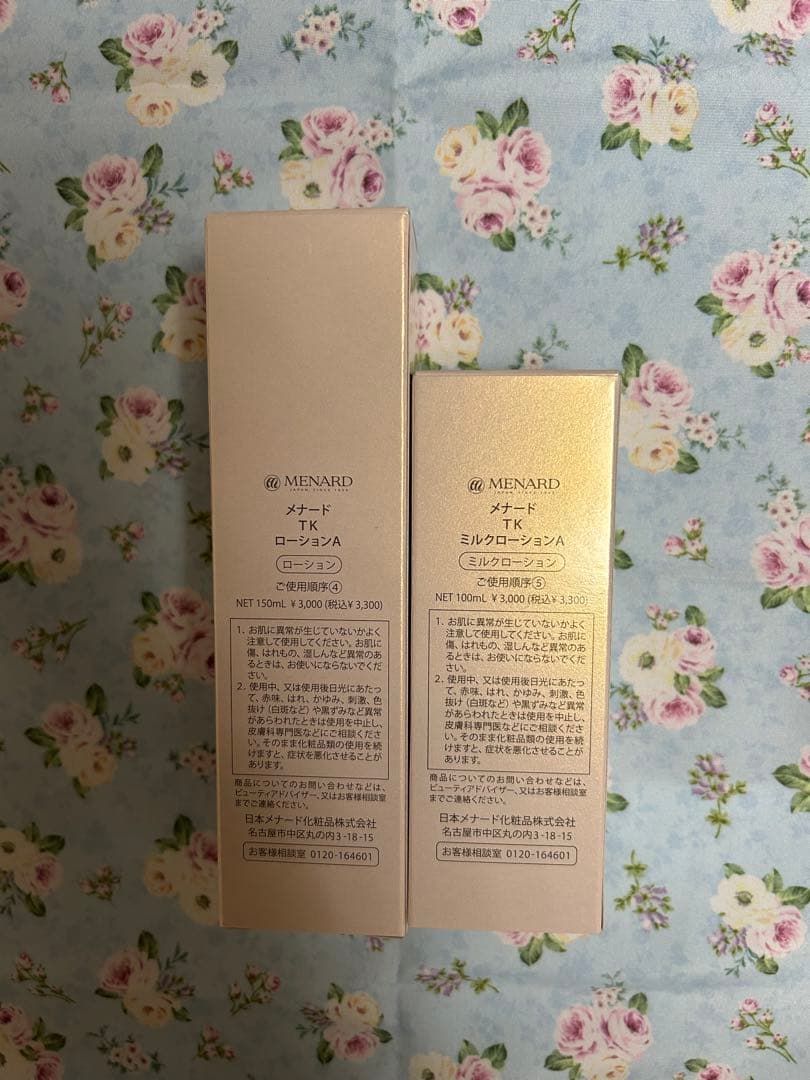 MENARD
JAPAN SINCE 1959
メナード
TK
ローションA
ローション
ご使用順序④
NET 150mL ¥3,000 (税込¥3,300)
1. お肌に異常が生じていないかよく
注意して使用してください。お肌に
傷、はれもの、湿しんなど異常のあ
るときは、お使いにならないでくだ
さい。
2. 使用中、又は使用後日光にあたっ
て、赤味、はれ、かゆみ、刺激、色
抜け(白斑など)や黒ずみなど異常
があらわれたときは使用を中止し、
皮膚科専門医などにご相談くださ
い。そのまま化粧品類の使用を続
けますと、症状を悪化させることが
あります。
商品についてのお問い合わせなどは、
ビューティアドバイザー、又はお客様相談室
までご連絡ください。
日本メナード化粧品株式会社
名古屋市中区丸の内3-18-15
お客様相談室 0120-164601
MENARD
JAPAN SINCE 1959
メナード
TK
ミルクローションA
ミルクローション
ご使用順序⑤
NET 100mL ¥3,000 (税込¥3,300)
1. お肌に異常が生じていないかよく
注意して使用してください。お肌に
傷、はれもの、湿しんなど異常のあ
るときは、お使いにならないでくだ
さい。
2. 使用中、又は使用後日光にあたっ
て、赤味、はれ、かゆみ、刺激、色
抜け(白斑など)や黒ずみなど異常
があらわれたときは使用を中止し、
皮膚科専門医などにご相談くださ
い。そのまま化粧品類の使用を続
けますと、症状を悪化させることが
あります。
商品についてのお問い合わせなどは、
ビューティアドバイザー、又はお客様相談室
までご連絡ください。
日本メナード化粧品株式会社
名古屋市中区丸の内3-18-15
お客様相談室 0120-164601